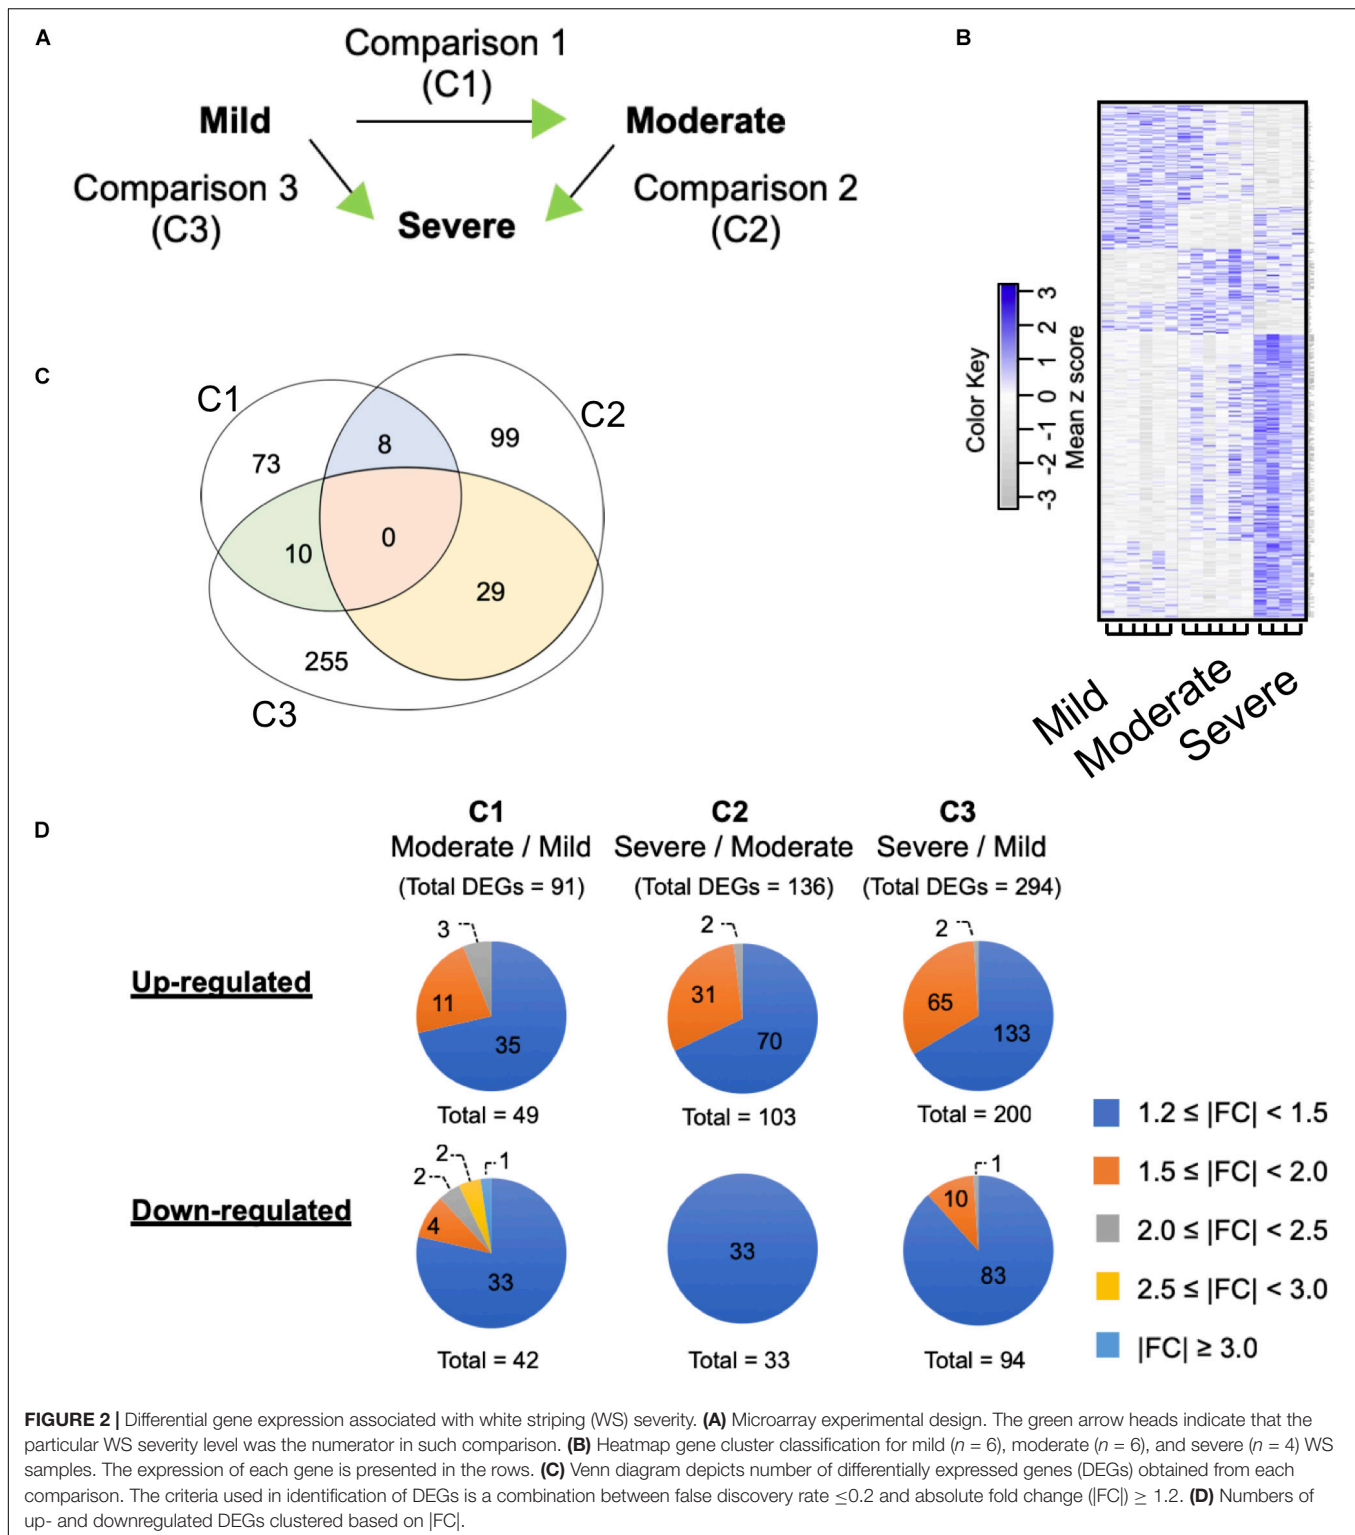 A
Comparison 1
(C1)
Mild
Moderate
Comparison 3
(C3)
Comparison 2
(C2)
Severe
B
Color Key
Mean z score
3
2
1
0
-1
-2
-3
Mild
Moderate
Severe
C
C1
C2
73
8
99
10
0
29
255
C3
D
C1
Moderate / Mild
(Total DEGs = 91)
C2
Severe / Moderate
(Total DEGs = 136)
C3
Severe / Mild
(Total DEGs = 294)
Up-regulated
3
11
35
Total = 49
2
31
70
Total = 103
2
65
133
Total = 200
Down-regulated
2
2
1
4
33
Total = 42
33
Total = 33
1
10
83
Total = 94
1.2 ≤ |FC| < 1.5
1.5 ≤ |FC| < 2.0
2.0 ≤ |FC| < 2.5
2.5 ≤ |FC| < 3.0
|FC| ≥ 3.0
FIGURE 2 | Differential gene expression associated with white striping (WS) severity. (A) Microarray experimental design. The green arrow heads indicate that the
particular WS severity level was the numerator in such comparison. (B) Heatmap gene cluster classification for mild (n = 6), moderate (n = 6), and severe (n = 4) WS
samples. The expression of each gene is presented in the rows. (C) Venn diagram depicts number of differentially expressed genes (DEGs) obtained from each
comparison. The criteria used in identification of DEGs is a combination between false discovery rate ≤0.2 and absolute fold change (|FC|) ≥ 1.2. (D) Numbers of
up- and downregulated DEGs clustered based on |FC|.